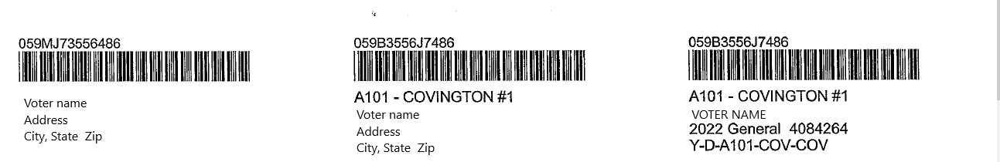 059MJ73556486
Voter name
Address
City, State Zip
059B3556J7486
A101 - COVINGTON #1
Voter name
Address
City, State Zip
059B3556J7486
A101 - COVINGTON #1
VOTER NAME
2022 General 4084264
Y-D-A101-COV-COV